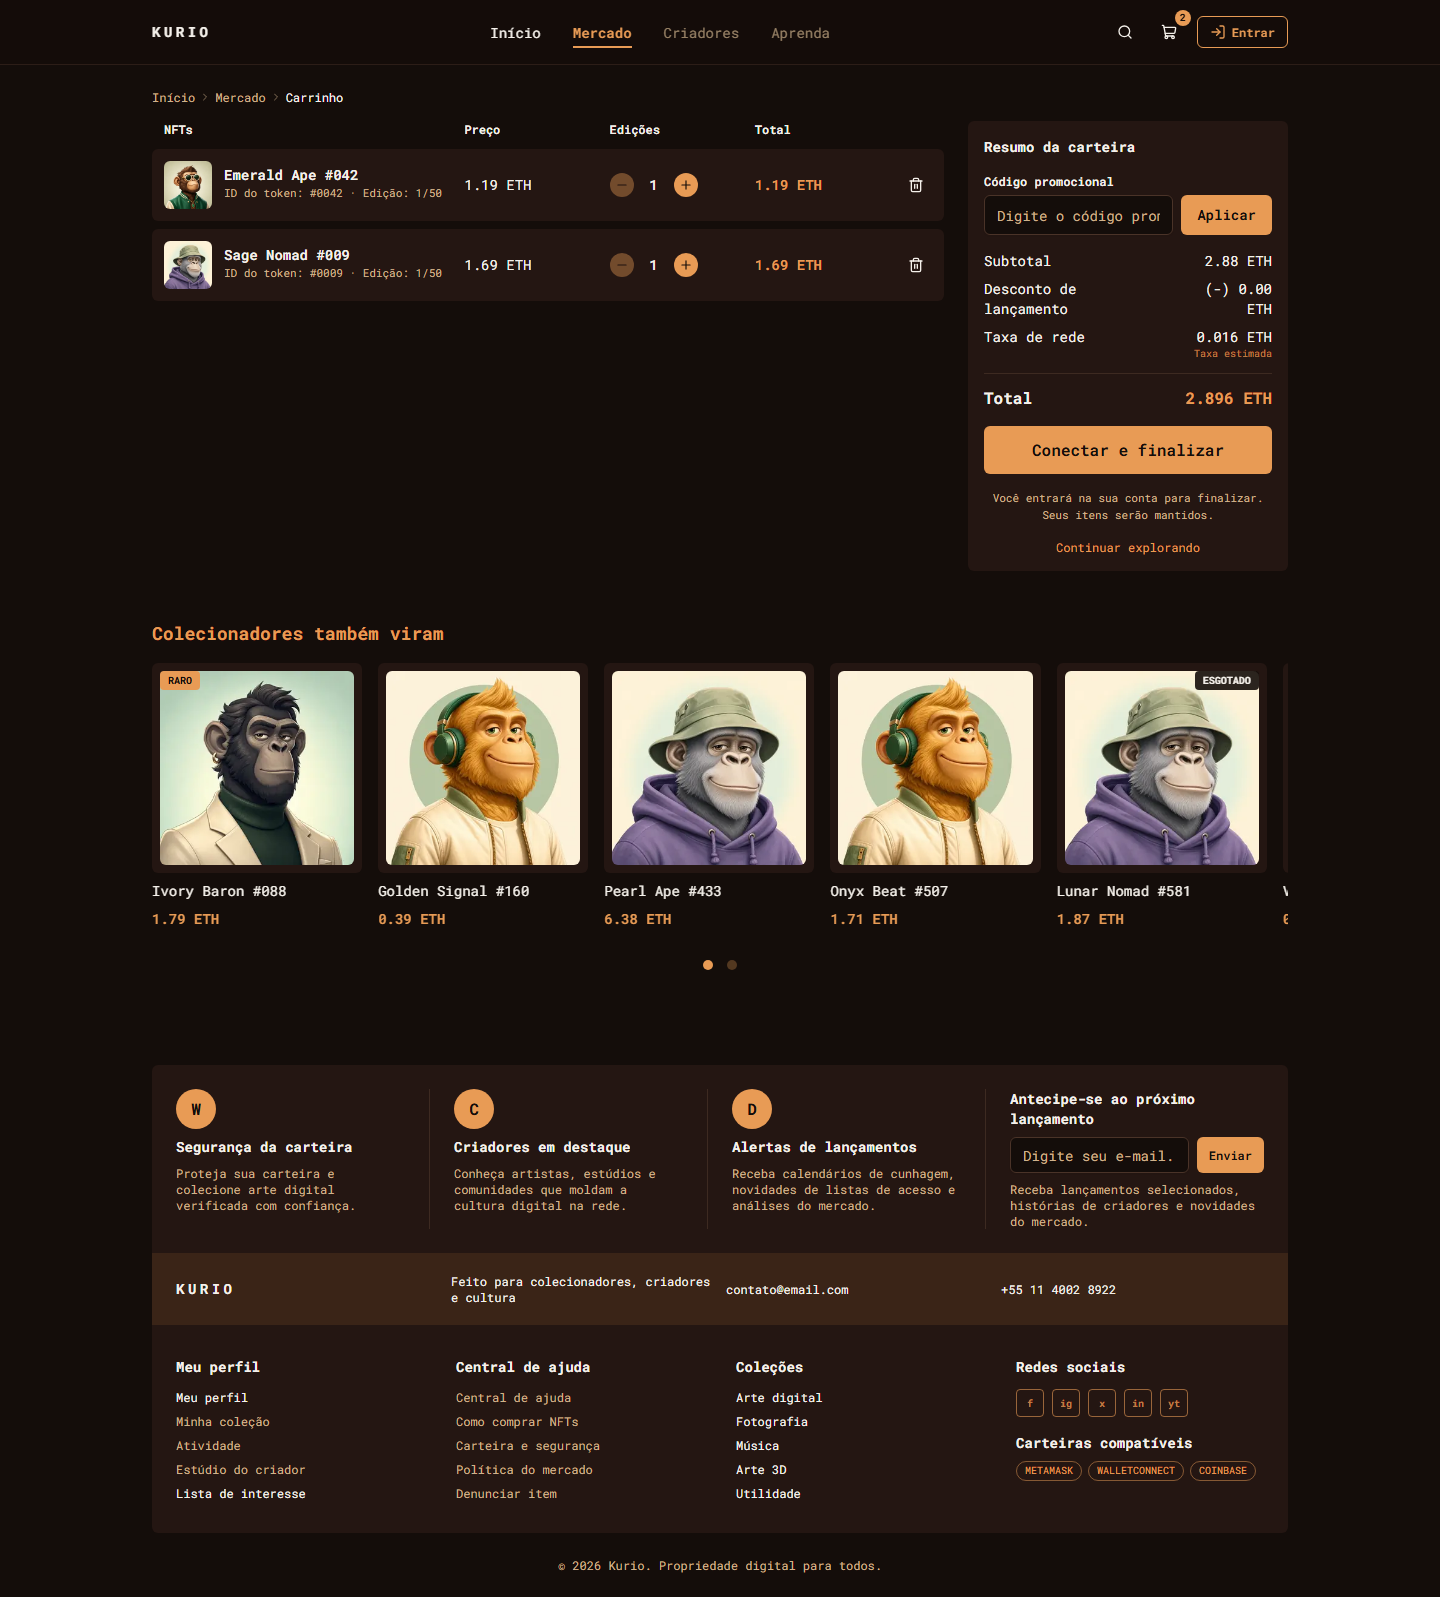 KURIO
Início
Mercado
Criadores
Aprenda
2
Entrar
Início
Mercado
Carrinho
NFTs
Preço
Edições
Total
Emerald Ape #042
ID do token: #0042 · Edição: 1/50
1.19 ETH
1
1.19 ETH
Sage Nomad #009
ID do token: #0009 · Edição: 1/50
1.69 ETH
1
1.69 ETH
Resumo da carteira
Código promocional
Digite o código pro
Aplicar
Subtotal
2.88 ETH
Desconto de
lançamento
(-) 0.00
ETH
Taxa de rede
0.016 ETH
Taxa estimada
Total
2.896 ETH
Conectar e finalizar
Você entrará na sua conta para finalizar.
Seus itens serão mantidos.
Continuar explorando
Colecionadores também viram
RARO
ESGOTADO
Ivory Baron #088
1.79 ETH
Golden Signal #160
0.39 ETH
Pearl Ape #433
6.38 ETH
Onyx Beat #507
1.71 ETH
Lunar Nomad #581
1.87 ETH
W
Segurança da carteira
Proteja sua carteira e
colecione arte digital
verificada com confiança.
C
Criadores em destaque
Conheça artistas, estúdios e
comunidades que moldam a
cultura digital na rede.
D
Alertas de lançamentos
Receba calendários de cunhagem,
novidades de listas de acesso e
análises do mercado.
Antecipe-se ao próximo
lançamento
Digite seu e-mail.
Enviar
Receba lançamentos selecionados,
histórias de criadores e novidades
do mercado.
KURIO
Feito para colecionadores, criadores
e cultura
contato@email.com
+55 11 4002 8922
Meu perfil
Meu perfil
Minha coleção
Atividade
Estúdio do criador
Lista de interesse
Central de ajuda
Central de ajuda
Como comprar NFTs
Carteira e segurança
Política do mercado
Denunciar item
Coleções
Arte digital
Fotografia
Música
Arte 3D
Utilidade
Redes sociais
f
ig
x
in
yt
Carteiras compatíveis
METAMASK
WALLETCONNECT
COINBASE
© 2026 Kurio. Propriedade digital para todos.